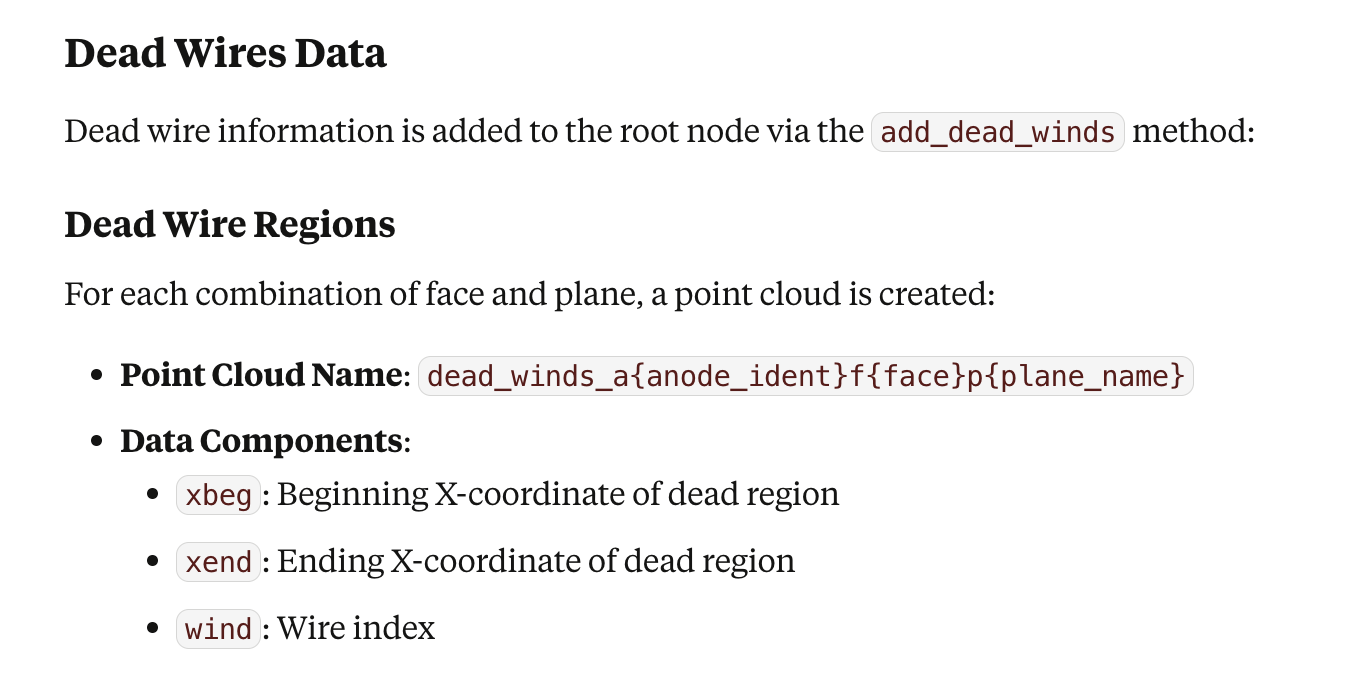 Dead Wires Data
Dead wire information is added to the root node via the add_dead_winds method:
Dead Wire Regions
For each combination of face and plane, a point cloud is created:
• Point Cloud Name: dead_winds_a{anode_ident}f{face}p{plane_name}
• Data Components:
• xbeg: Beginning X-coordinate of dead region
• xend: Ending X-coordinate of dead region
• wind: Wire index